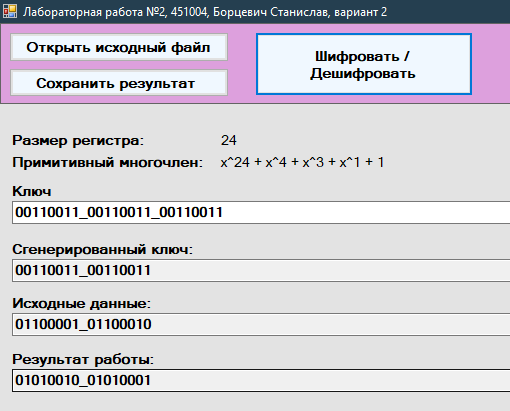 Лабораторная работа №2, 451004, Борцевич Станислав, вариант 2
Открыть исходный файл
Сохранить результат
Шифровать /
Дешифровать
Размер регистра: 24
Примитивный многочлен: x^24 + x^4 + x^3 + x^1 + 1
Ключ
00110011_00110011_00110011
Сгенерированный ключ:
00110011_00110011
Исходные данные:
01100001_01100010
Результат работы:
01010010_01010001